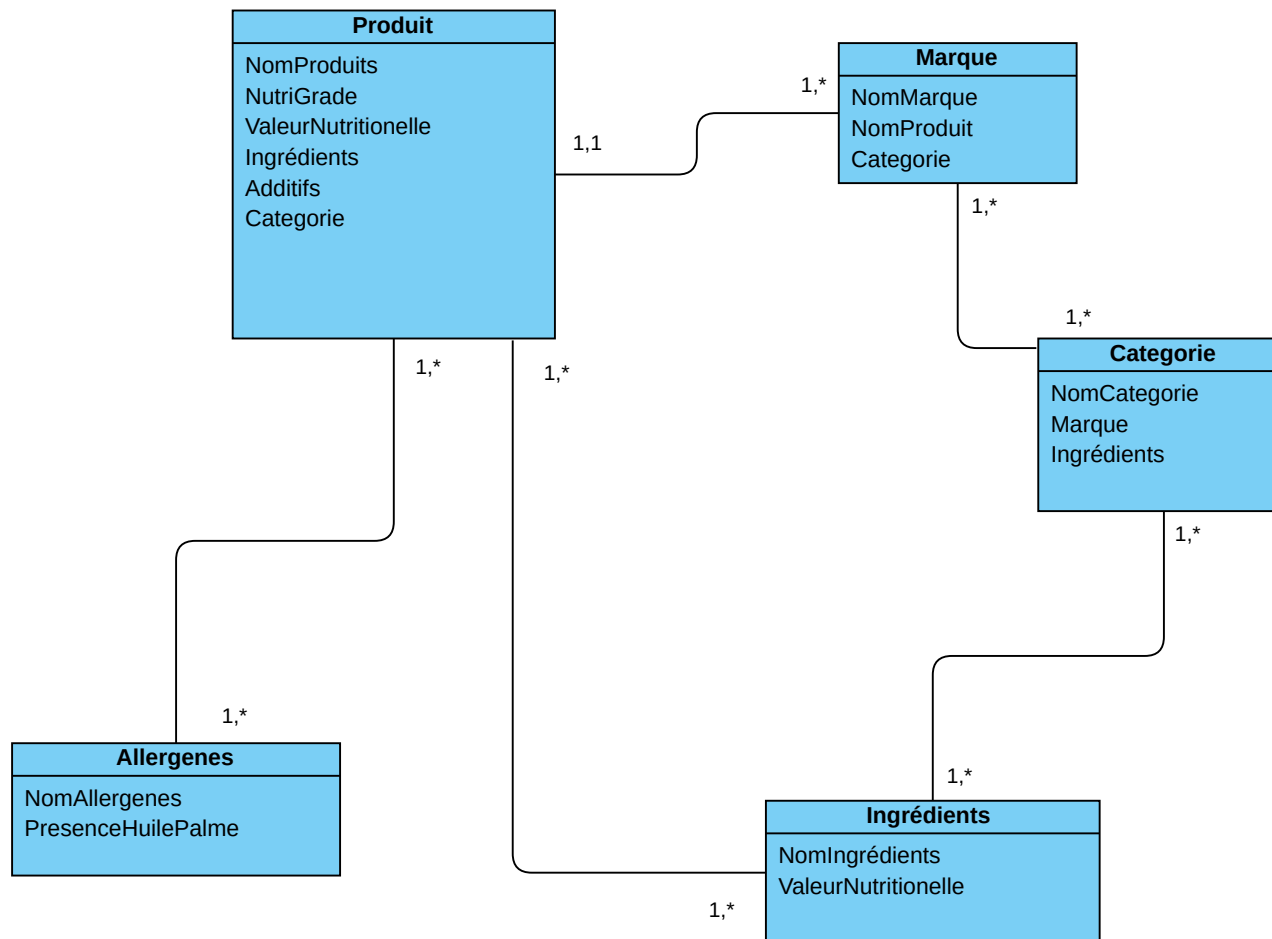 Produit
NomProduits
NutriGrade
ValeurNutritionelle
Ingrédients
Additifs
Categorie
1,1
1,*
Marque
NomMarque
NomProduit
Categorie
1,*
1,*
Categorie
NomCategorie
Marque
Ingrédients
1,*
1,*
1,*
1,*
Allergenes
NomAllergenes
PresenceHuilePalme
1,*
1,*
Ingrédients
NomIngrédients
ValeurNutritionelle